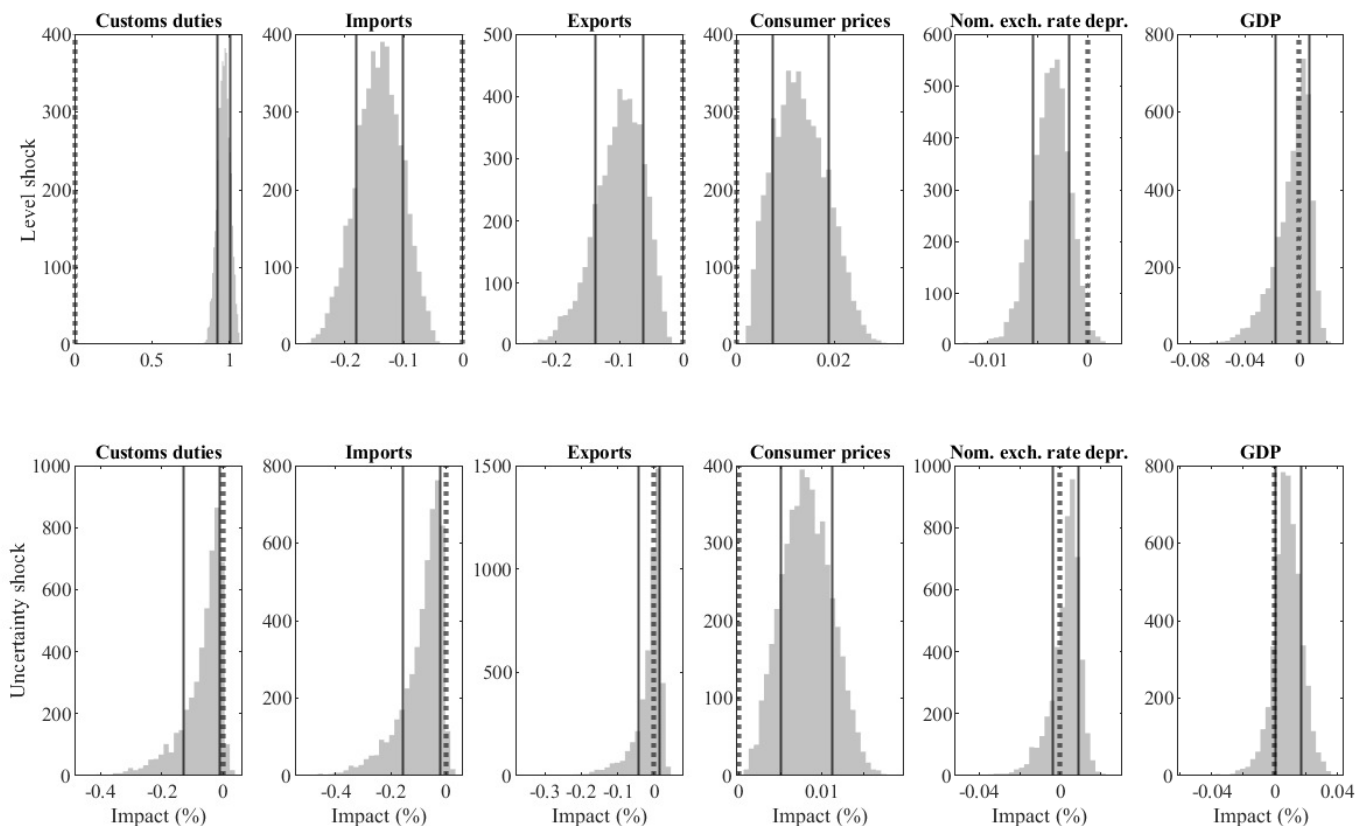 Customs duties
Imports
Exports
Consumer prices
Nom. exch. rate depr.
GDP
Level shock
400
300
200
100
0
0 0.5 1
400
300
200
100
0
-0.2 -0.1 0
500
400
300
200
100
0
-0.2 -0.1 0
400
300
200
100
0
0 0.02
600
500
400
300
200
100
0
-0.01 0
800
600
400
200
0
-0.08 -0.04 0
Customs duties
Imports
Exports
Consumer prices
Nom. exch. rate depr.
GDP
Uncertainty shock
1000
800
600
400
200
0
-0.4 -0.2 0
Impact (%)
800
600
400
200
0
-0.4 -0.2 0
Impact (%)
1500
1000
500
0
-0.3 -0.2 -0.1 0
Impact (%)
400
300
200
100
0
0 0.01
Impact (%)
1000
800
600
400
200
0
-0.04 0
Impact (%)
800
600
400
200
0
-0.04 0 0.04
Impact (%)